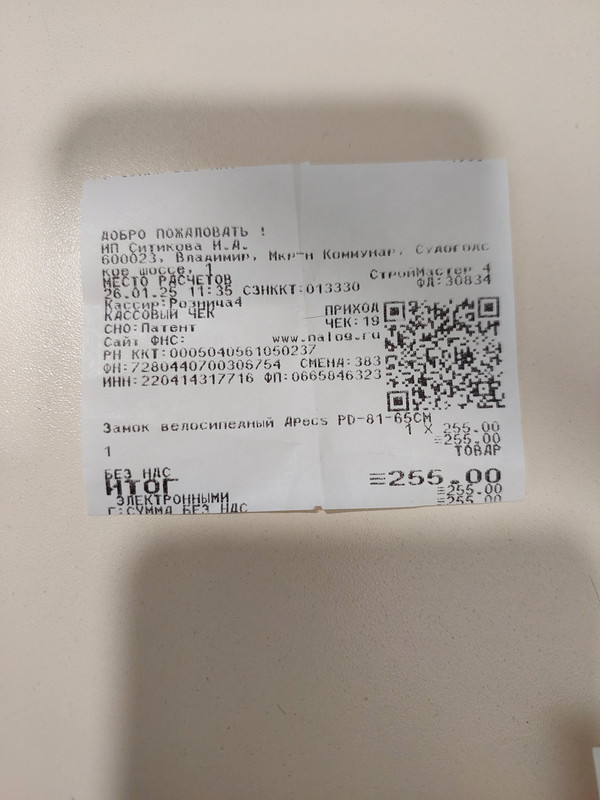 ДОБРО ПОЖАЛОВАТЬ !
ИП Ситикова И.А.
600023, Владимир, Мкр-н Коммунар, Судогодс
кое шоссе, 1
МЕСТО РАСЧЕТОВ СтройМастер 4
26.01.25 11:35 СЗНККТ:013330 ФД:30834
Кассир:Розница4
КАССОВЫЙ ЧЕК ПРИХОД
СНО:Патент ЧЕК:19
Сайт ФНС: www.nalog.ru
РН ККТ:0005040561050237
ФН:7280440700306754 СМЕНА:383
ИНН:220414317716 ФП:0665846323
Замок велосипедный Apecs PD-81-65СМ
1 X 255.00
1 =255.00
ТОВАР
БЕЗ НДС
ИТОГ =255.00
ЭЛЕКТРОННЫМИ =255.00
Г:СУММА БЕЗ НДС =255.00